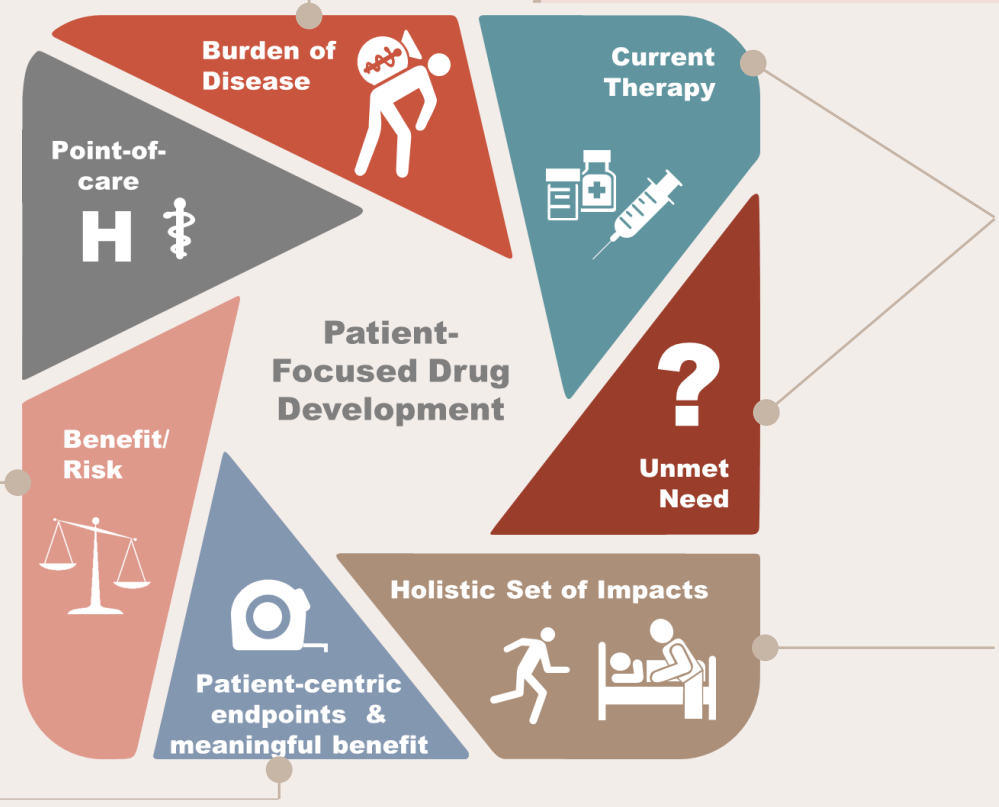 Burden of
Disease
Current
Therapy
Point-of-
care
H
Patient-
Focused Drug
Development
Benefit/
Risk
Unmet
Need
Holistic Set of Impacts
Patient-centric
endpoints &
meaningful benefit